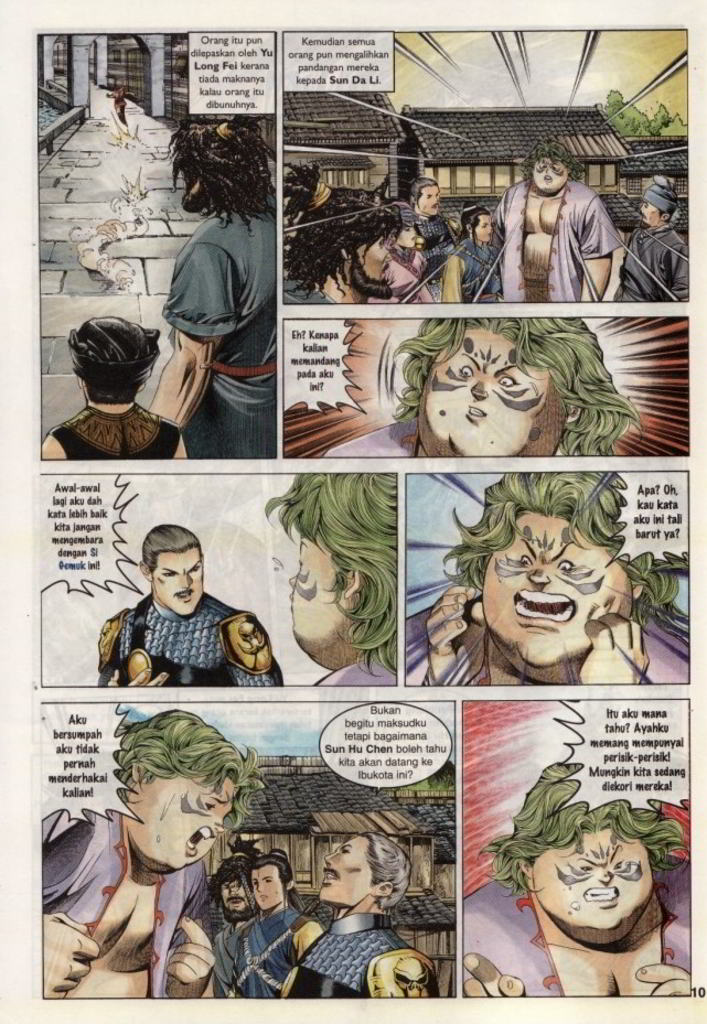 Orang itu pun
dilepaskan oleh Yu
Long Fei kerana
tiada maknanya
kalau orang itu
dibunuhnya.
Kemudian semua
orang pun mengalihkan
pandangan mereka
kepada Sun Da Li.
Eh? Kenapa
kalian
memandang
pada aku
ini?
Awal-awal
lagi aku dah
kata lebih baik
kita jangan
mengembara
dengan Si
Gemuk ini!
Apa? Oh,
kau kata
aku ini tali
barut ya?
Aku
bersumpah
aku tidak
pernah
menderhakai
kalian!
Bukan
begitu maksudku
tetapi bagaimana
Sun Hu Chen boleh tahu
kita akan datang ke
Ibukota ini?
Itu aku mana
tahu? Ayahku
memang mempunyai
perisik-perisik!
Mungkin kita sedang
diekori mereka!
10